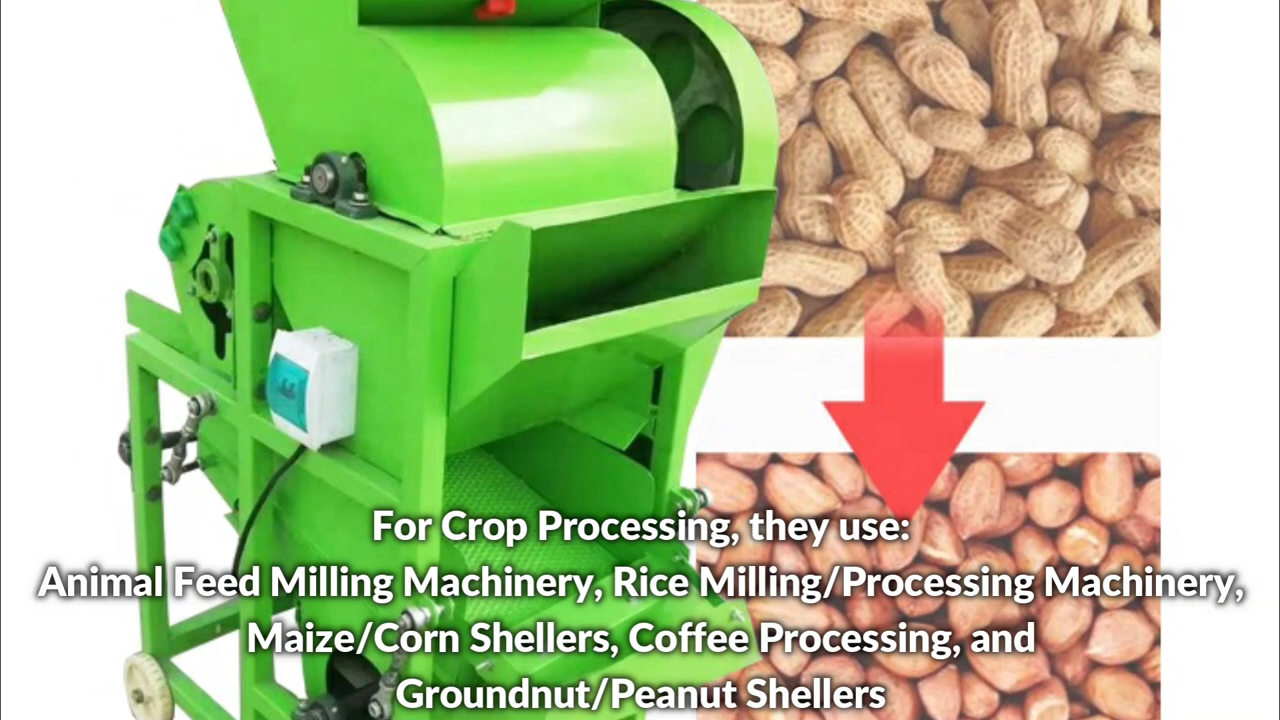 For Crop Processing, they use:
Animal Feed Milling Machinery, Rice Milling/Processing Machinery,
Maize/Corn Shellers, Coffee Processing, and
Groundnut/Peanut Shellers